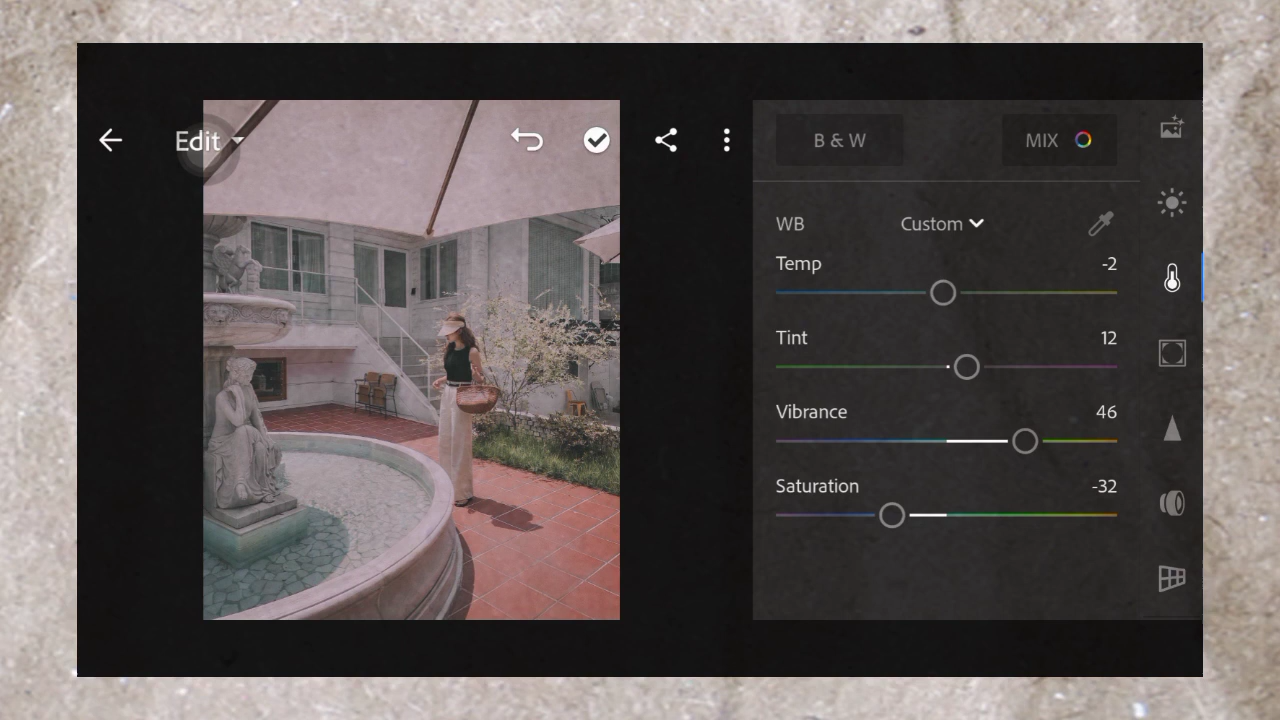 Edit
B & W
MIX
WB
Custom
Temp
-2
Tint
12
Vibrance
46
Saturation
-32